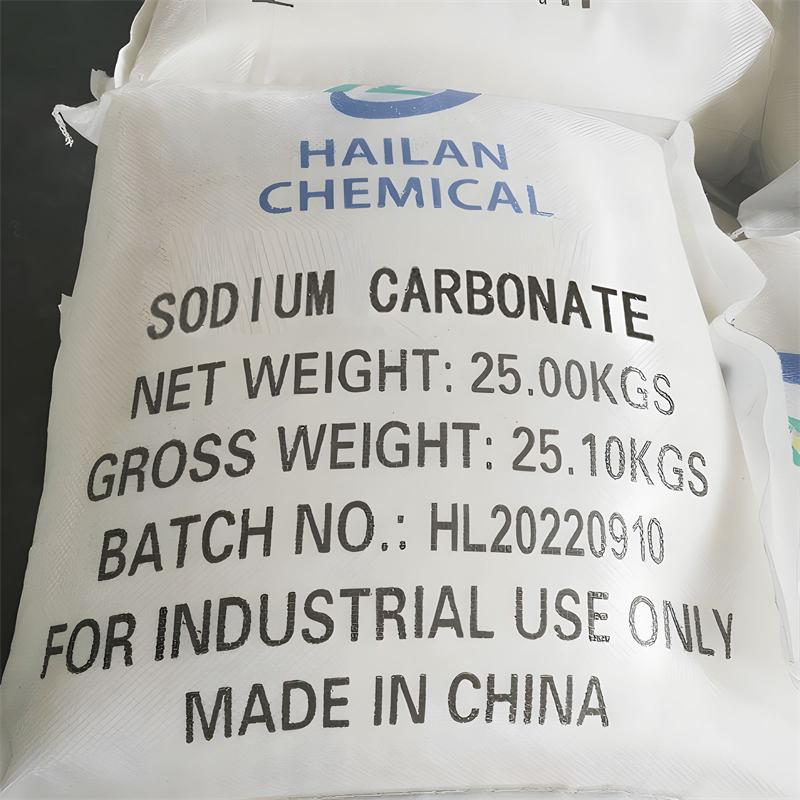 HAILAN
CHEMICAL
SODIUM CARBONATE
NET WEIGHT: 25.00KGS
GROSS WEIGHT: 25.10KGS
BATCH NO.: HL20220910
FOR INDUSTRIAL USE ONLY
MADE IN CHINA